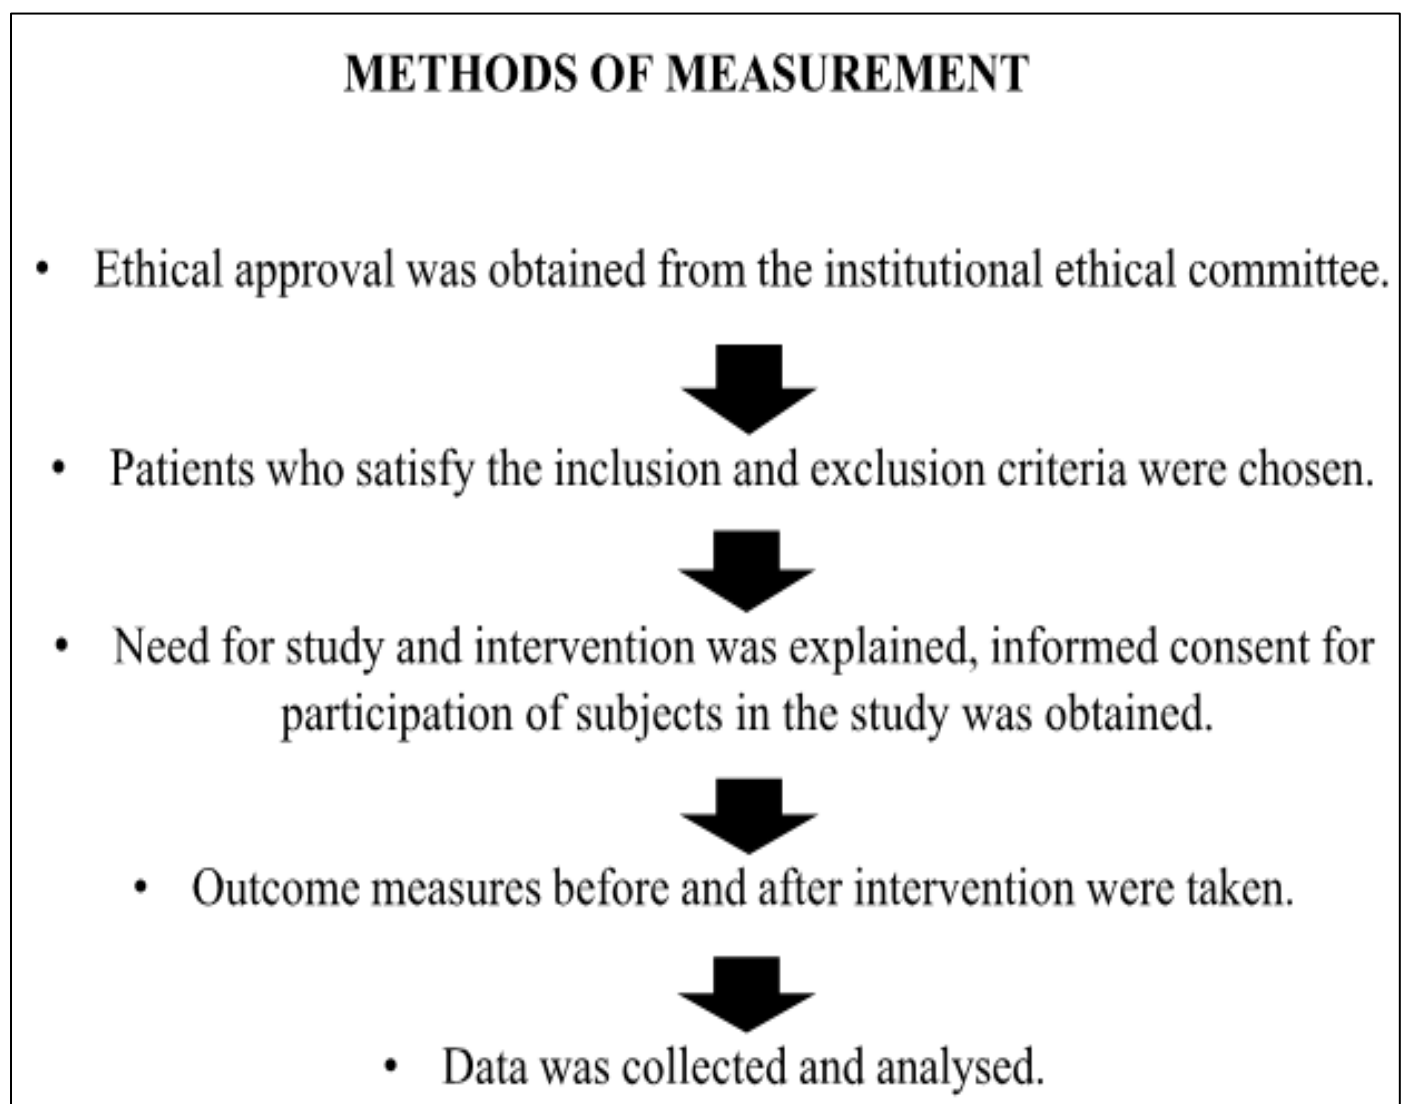 METHODS OF MEASUREMENT
• Ethical approval was obtained from the institutional ethical committee.
• Patients who satisfy the inclusion and exclusion criteria were chosen.
• Need for study and intervention was explained, informed consent for
participation of subjects in the study was obtained.
• Outcome measures before and after intervention were taken.
• Data was collected and analysed.